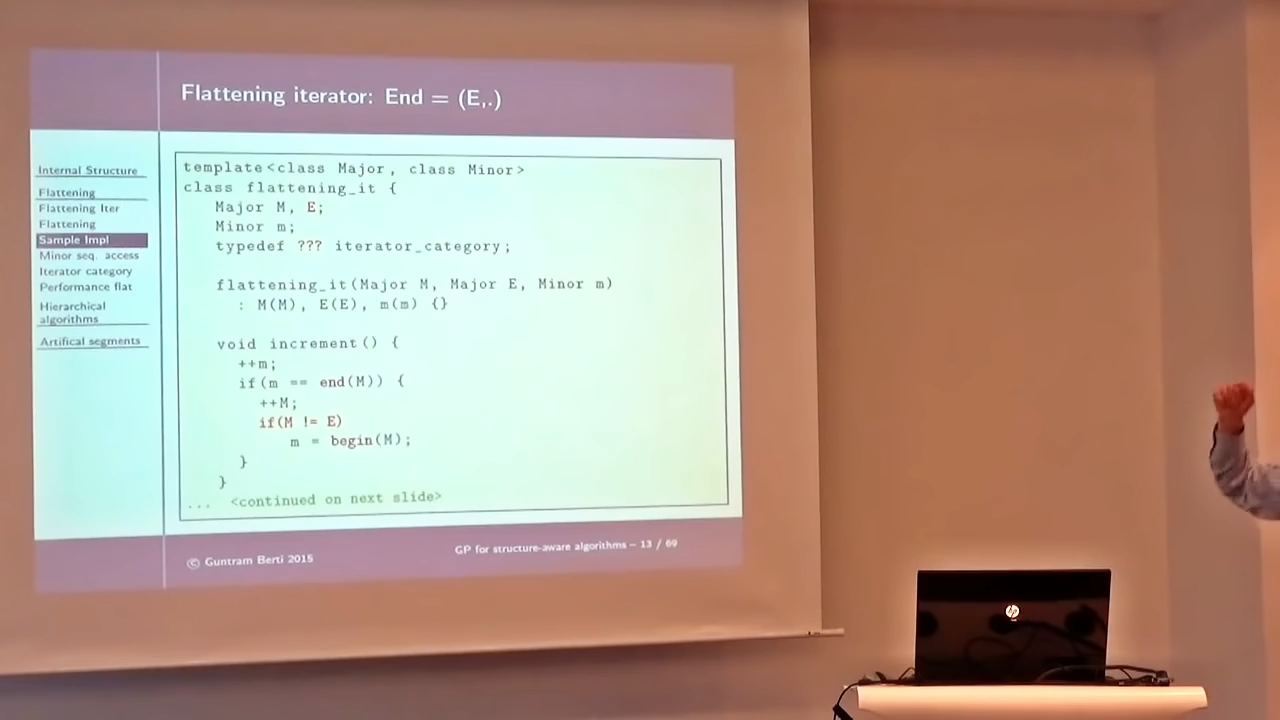 Flattening iterator: End = (E,.)
Internal Structure
Flattening
Flattening Iter
Flattening
Sample Impl
Minor seq. access
Iterator category
Performance flat
Hierarchical
algorithms
Artifical segments
template<class Major, class Minor>
class flattening_it {
Major M, E;
Minor m;
typedef ??? iterator_category;
flattening_it(Major M, Major E, Minor m)
: M(M), E(E), m(m) {}
void increment() {
++m;
if(m == end(M)) {
++M;
if(M != E)
m = begin(M);
}
}
... <continued on next slide>
© Guntram Berti 2015
GP for structure-aware algorithms – 13 / 69
hp